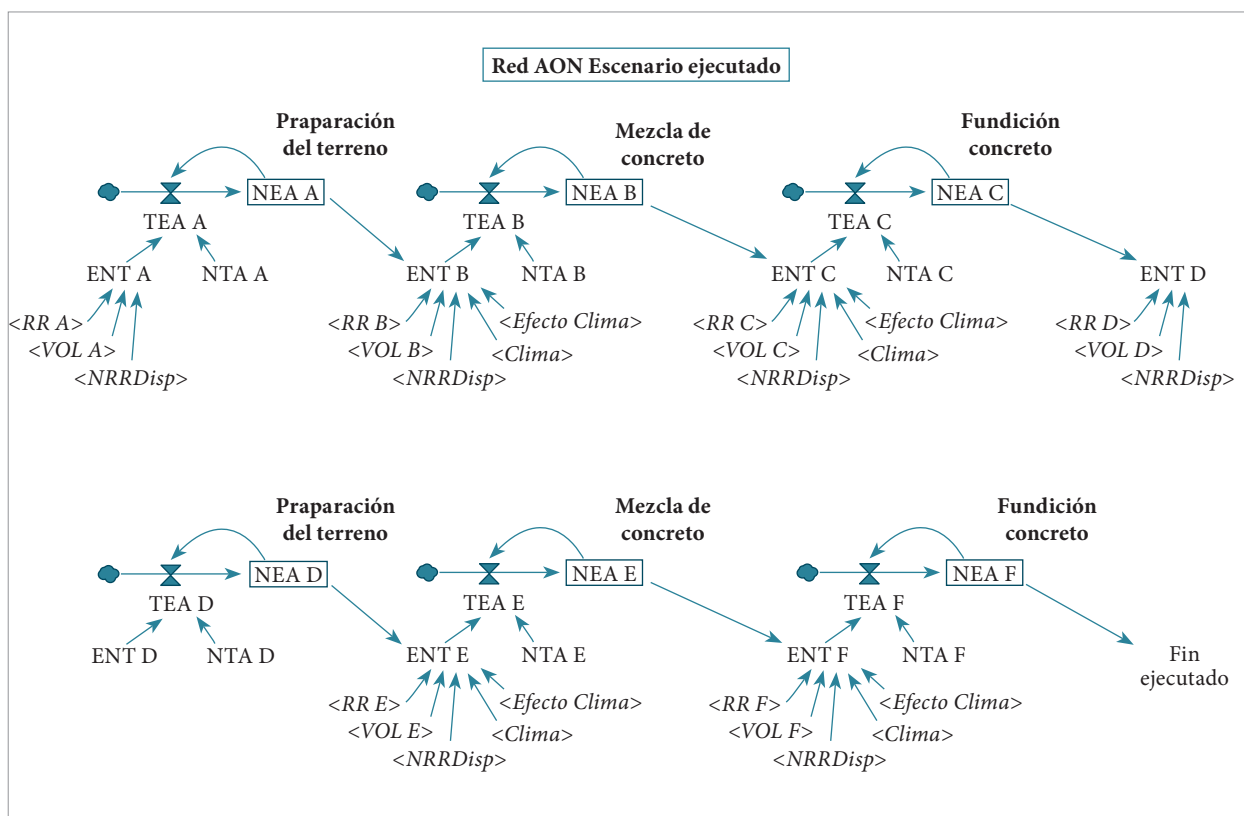 Red AON Escenario ejecutado
Praparación
del terreno
Mezcla de
concreto
Fundición
concreto
NEA A
NEA B
NEA C
TEA A
TEA B
TEA C
ENT A
NTA A
ENT B
NTA B
ENT C
NTA C
ENT D
<RR A>
<VOL A>
<NRRDisp>
<RR B>
<VOL B>
<NRRDisp>
<Efecto Clima>
<Clima>
<RR C>
<VOL C>
<NRRDisp>
<Efecto Clima>
<Clima>
<RR D>
<VOL D>
<NRRDisp>
Praparación
del terreno
Mezcla de
concreto
Fundición
concreto
NEA D
NEA E
NEA F
TEA D
TEA E
TEA F
ENT D
NTA D
ENT E
NTA E
ENT F
NTA F
Fin
ejecutado
<RR E>
<VOL E>
<NRRDisp>
<Efecto Clima>
<Clima>
<RR F>
<VOL F>
<NRRDisp>
<Efecto Clima>
<Clima>